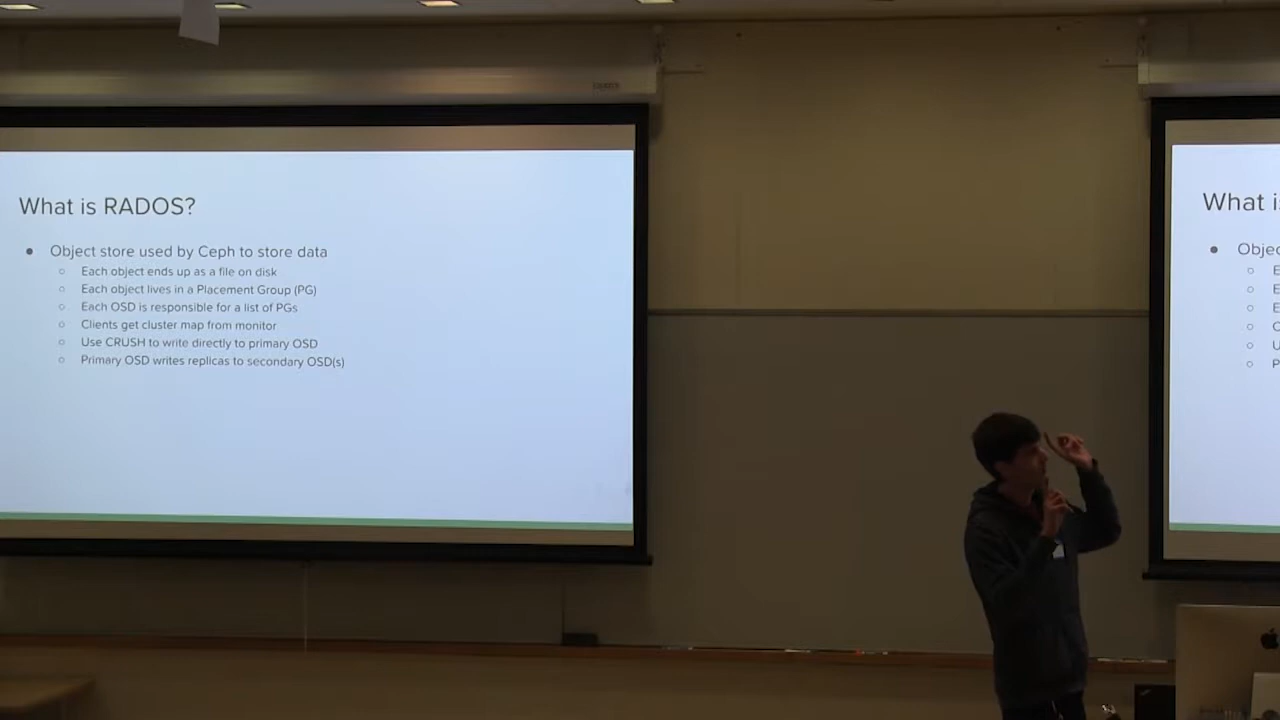 What is RADOS?
● Object store used by Ceph to store data
○ Each object ends up as a file on disk
○ Each object lives in a Placement Group (PG)
○ Each OSD is responsible for a list of PGs
○ Clients get cluster map from monitor
○ Use CRUSH to write directly to primary OSD
○ Primary OSD writes replicas to secondary OSD(s)
What i
● Objec
○ E
○ E
○ E
○ C
○ U
○ P